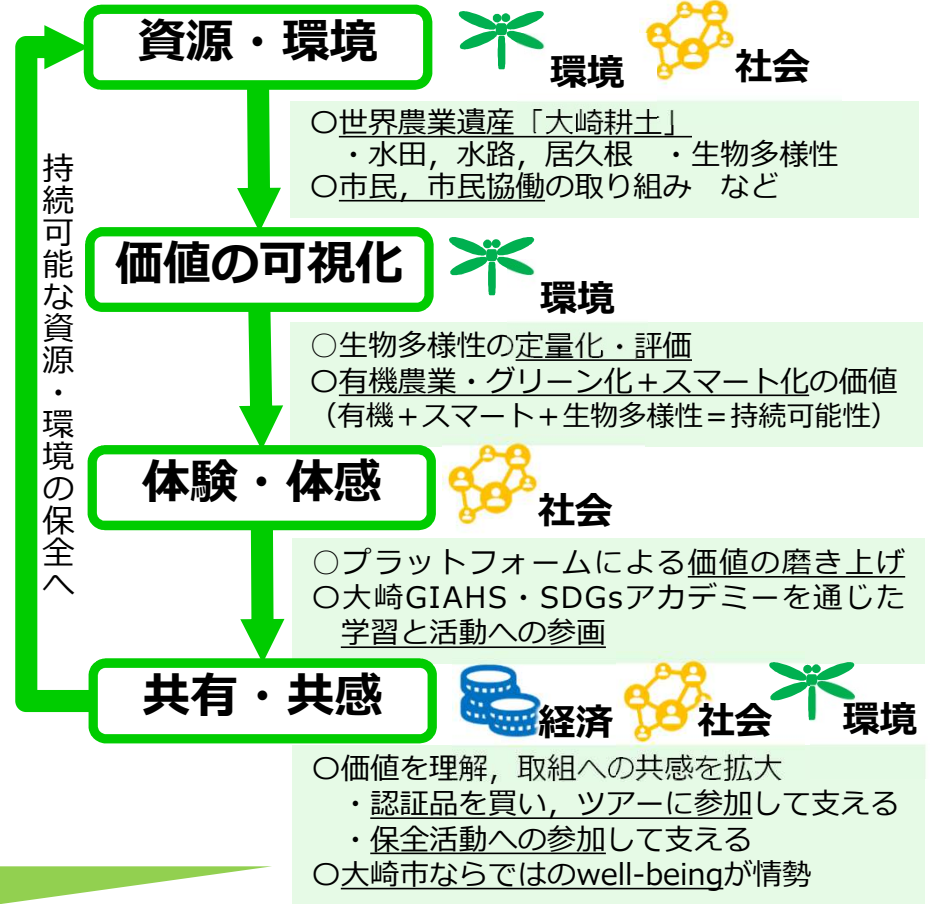 資源・環境
環境
社会
〇世界農業遺産「大崎耕土」
・水田，水路，居久根　・生物多様性
〇市民，市民協働の取り組み　など
価値の可視化
環境
○生物多様性の定量化・評価
〇有機農業・グリーン化＋スマート化の価値
（有機＋スマート＋生物多様性＝持続可能性）
体験・体感
社会
○プラットフォームによる価値の磨き上げ
〇大崎GIAHS・SDGsアカデミーを通じた
学習と活動への参画
共有・共感
経済
社会
環境
〇価値を理解，取組への共感を拡大
・認証品を買い，ツアーに参加して支える
・保全活動への参加して支える
〇大崎市ならではのwell-beingが情勢
持続可能な資源・環境の保全へ